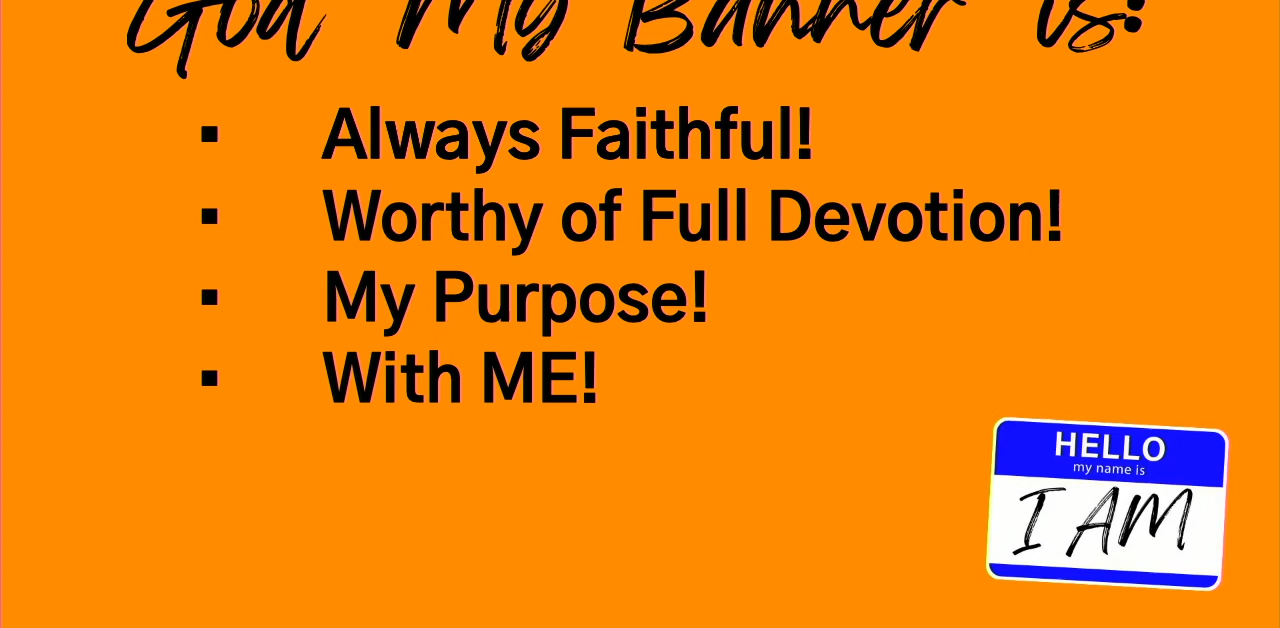 God My Banner is:
▪ Always Faithful!
▪ Worthy of Full Devotion!
▪ My Purpose!
▪ With ME!
HELLO
my name is
I AM